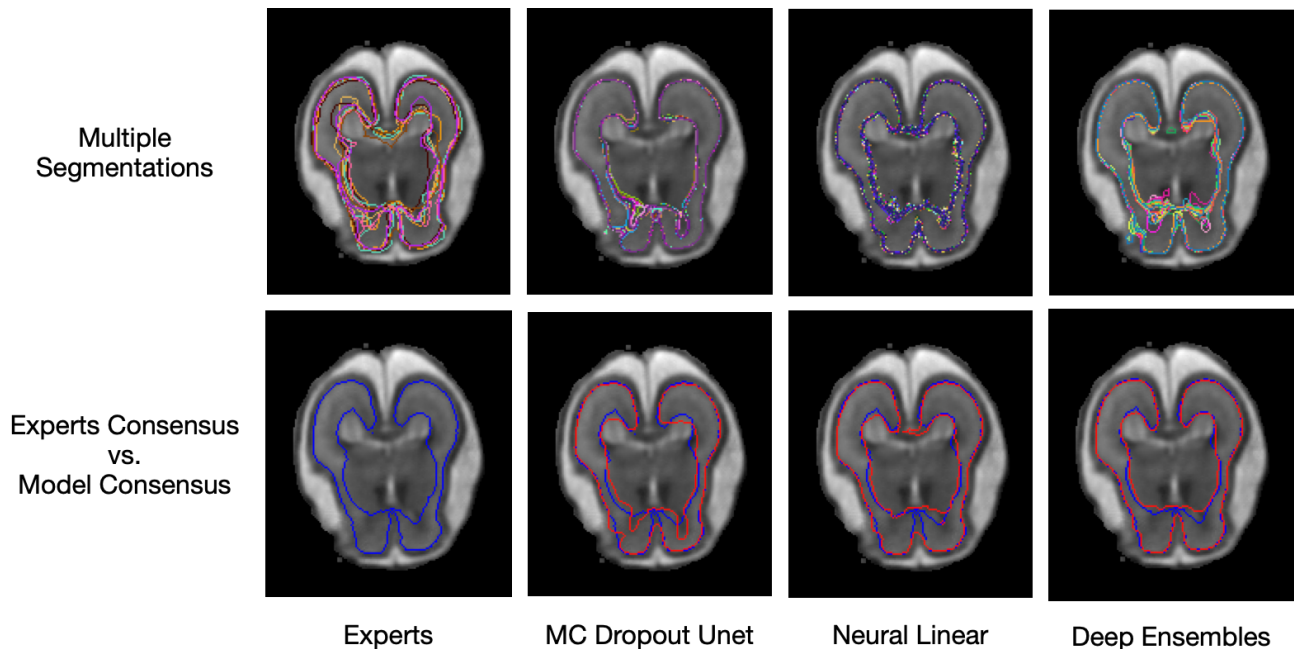 Multiple
Segmentations
Experts Consensus
vs.
Model Consensus
Experts
MC Dropout Unet
Neural Linear
Deep Ensembles